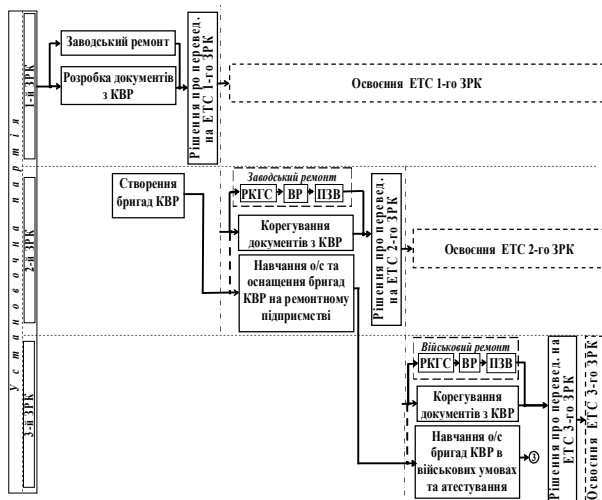 Установочна партія
1-й ЗРК
Заводський ремонт
Розробка документів
з КВР
Рішення про перевед.
на ЕТС 1-го ЗРК
Освоєння ЕТС 1-го ЗРК
2-й ЗРК
Створення
бригад КВР
Заводський ремонт
РКГС
ВР
ПЗВ
Корегування
документів з КВР
Навчання о/с та
оснащення бригад
КВР на ремонтному
підприємстві
Рішення про перевед.
на ЕТС 2-го ЗРК
Освоєння ЕТС 2-го ЗРК
3-й ЗРК
Військовий ремонт
РКГС
ВР
ПЗВ
Корегування
документів з КВР
Навчання о/с
бригад КВР в
військових умовах
та атестування
3
Рішення про перевед. на
ЕТС 3-го ЗРК
Освоєння ЕТС 3-го ЗРК